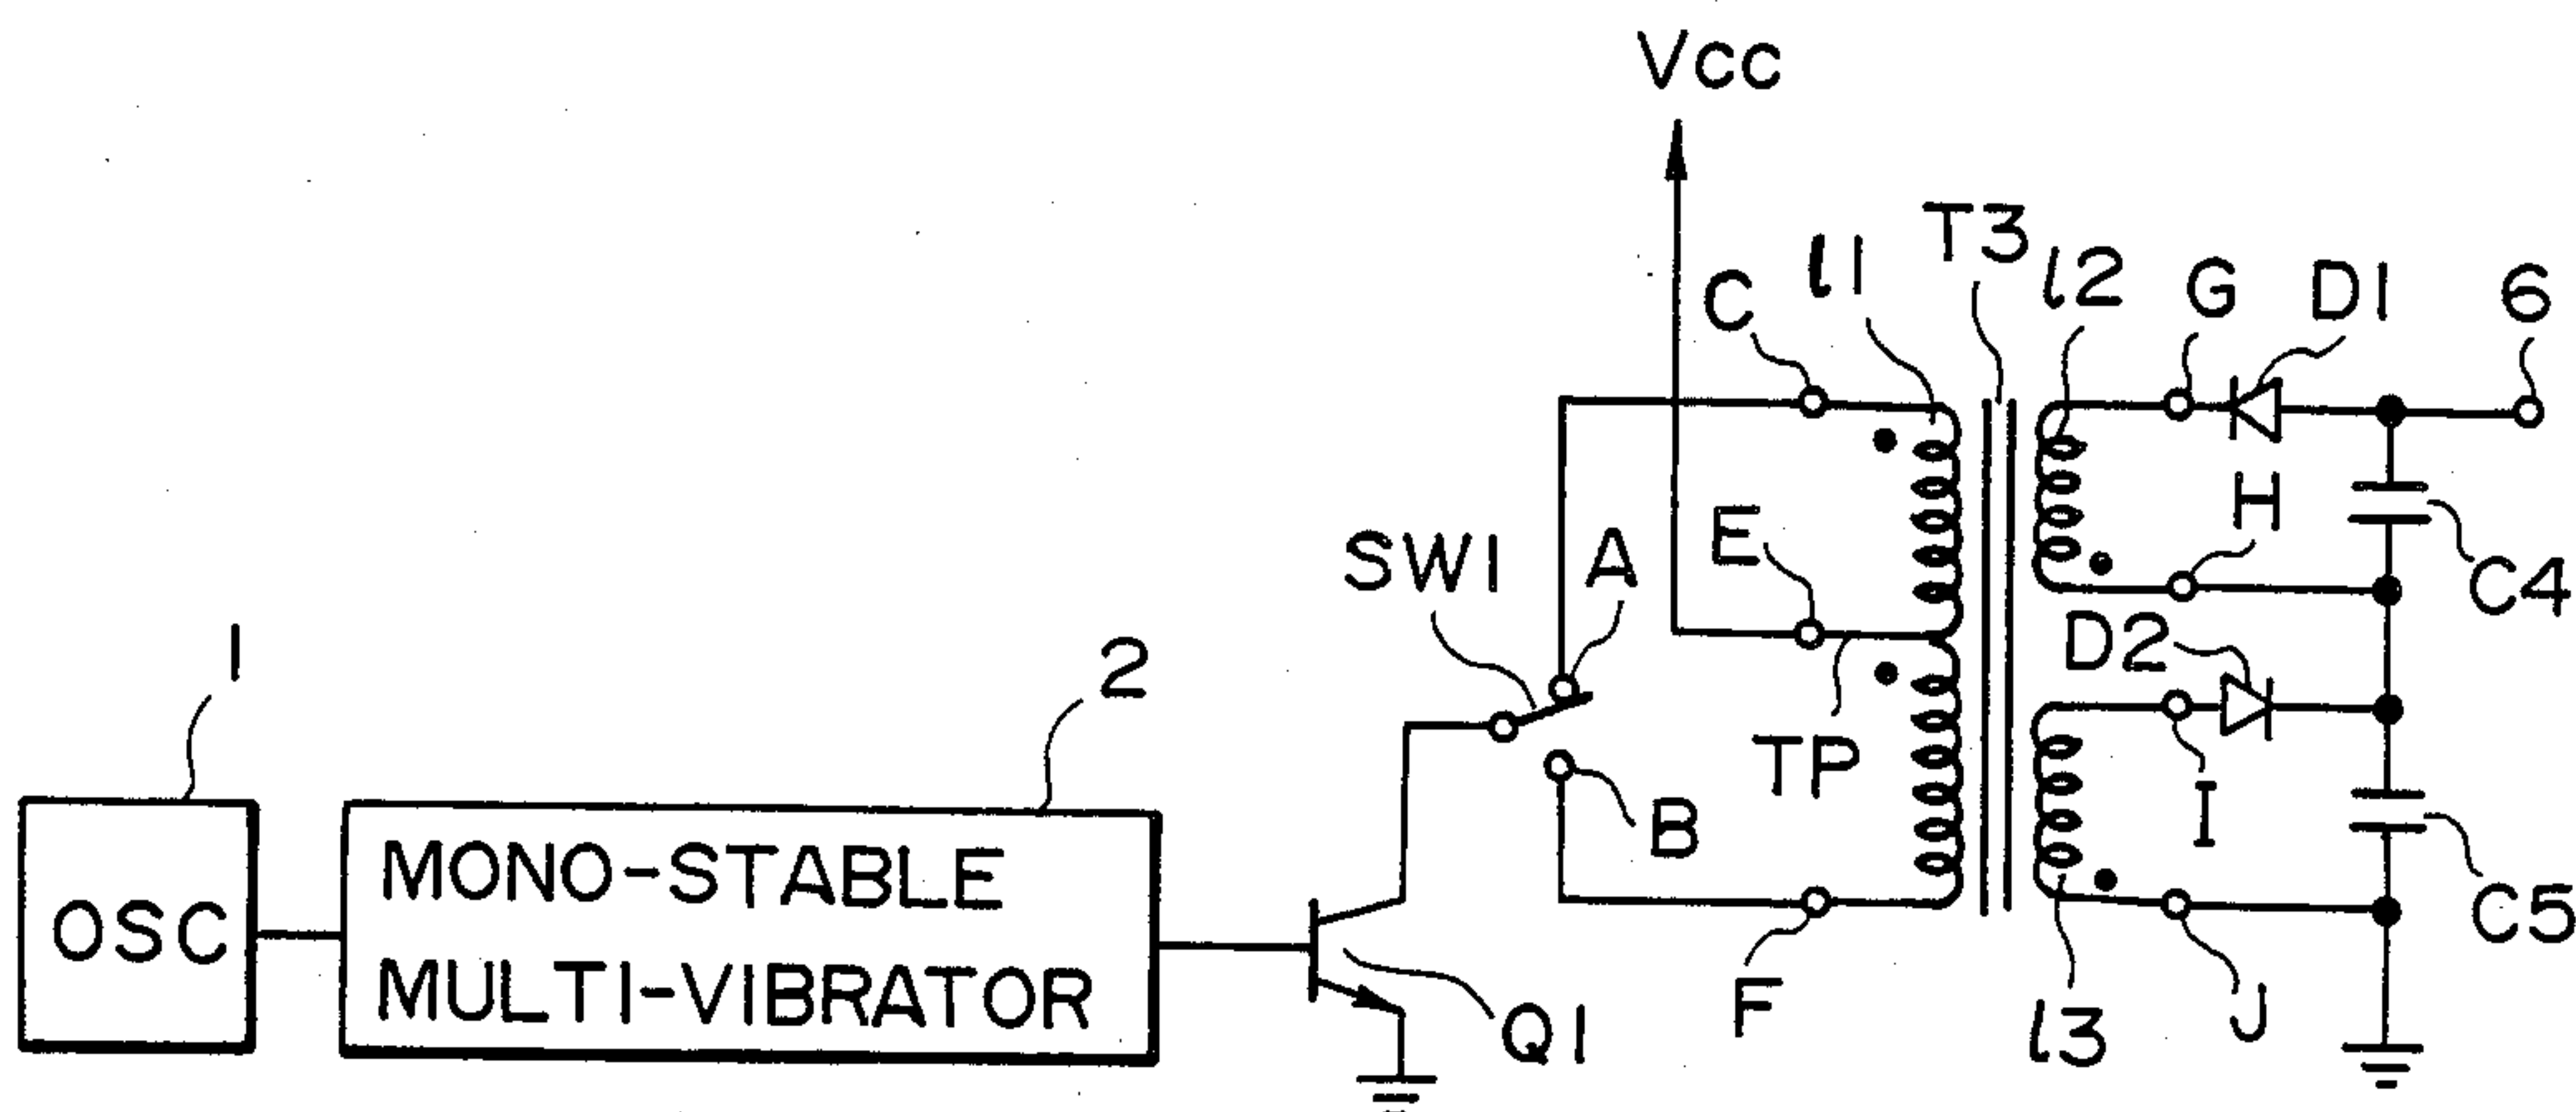 Vcc
T3
l1
l2
G
D1
6
C
H
E
SW1
A
C4
D2
1
2
TP
I
B
MONO-STABLE
MULTI-VIBRATOR
OSC
C5
F
Q1
l3
J